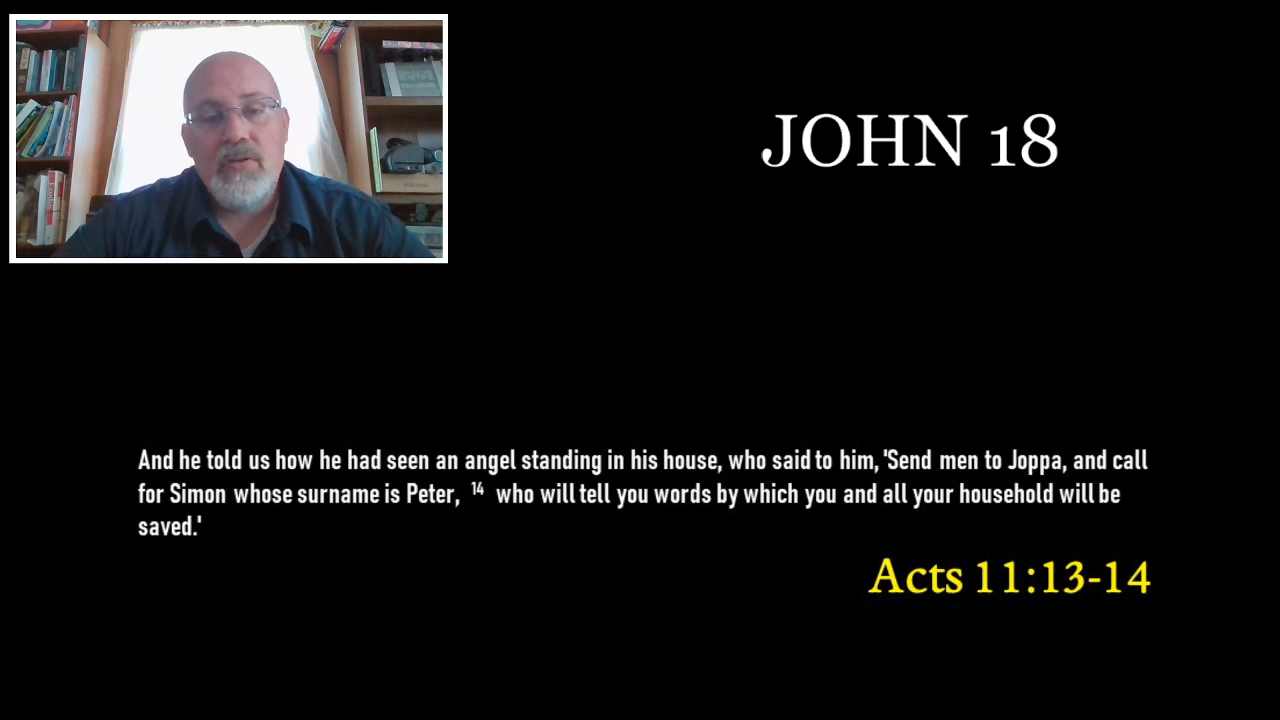 JOHN 18
And he told us how he had seen an angel standing in his house, who said to him, 'Send men to Joppa, and call
for Simon whose surname is Peter, 14 who will tell you words by which you and all your household will be
saved.'
Acts 11:13-14